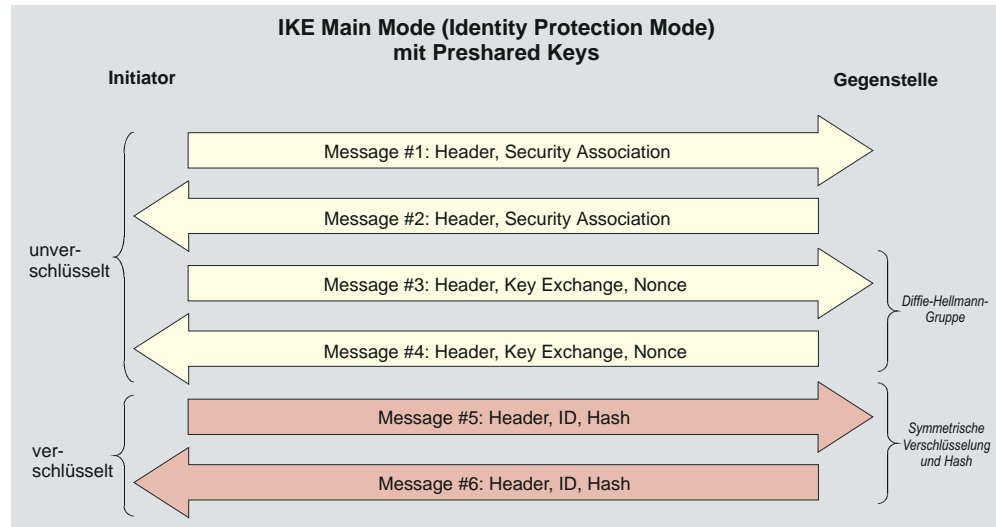 IKE Main Mode (Identity Protection Mode)
mit Preshared Keys
Initiator
Gegenstelle
Message #1: Header, Security Association
Message #2: Header, Security Association
unver-
schlüsselt
Message #3: Header, Key Exchange, Nonce
Diffie-Hellmann-
Gruppe
Message #4: Header, Key Exchange, Nonce
Message #5: Header, ID, Hash
ver-
schlüsselt
Symmetrische
Verschlüsselung
und Hash
Message #6: Header, ID, Hash